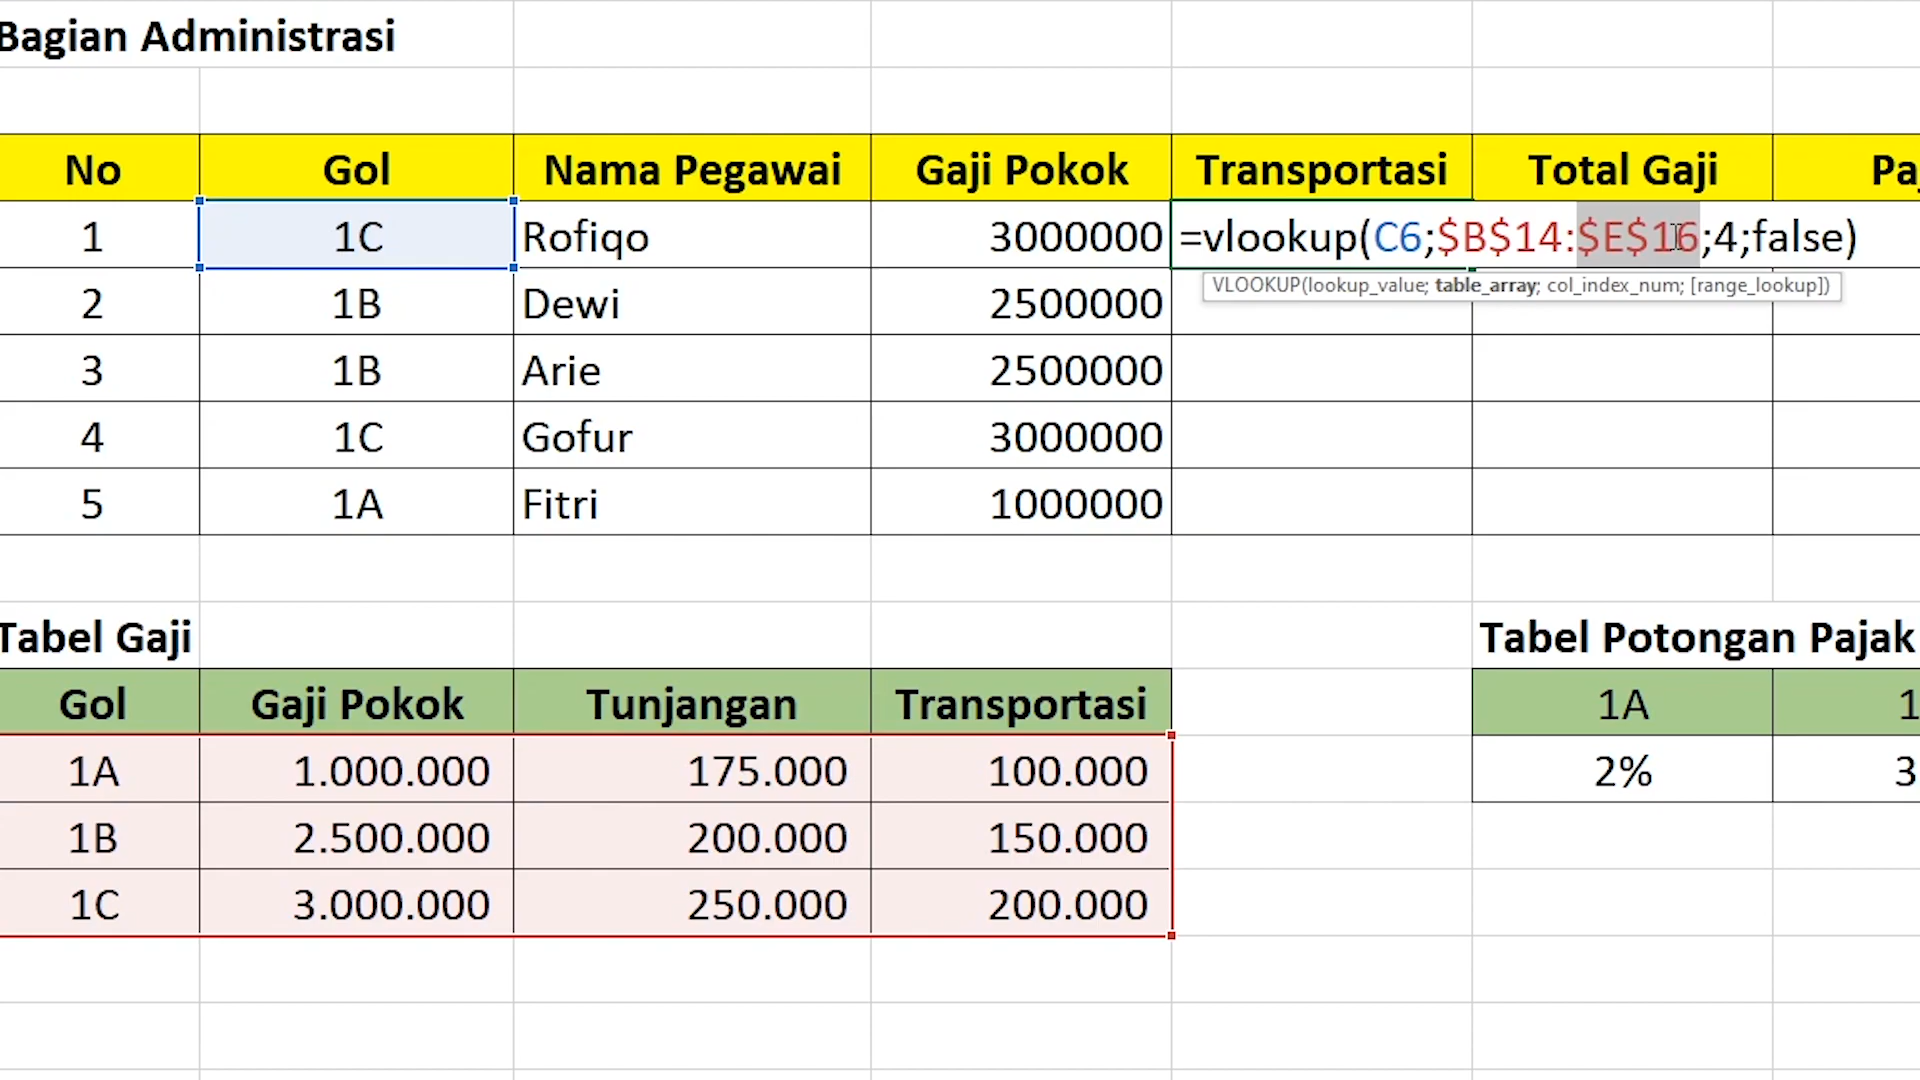 Bagian Administrasi
No Gol Nama Pegawai Gaji Pokok Transportasi Total Gaji
1 1C Rofiqo 3000000 =vlookup(C6;$B$14:$E$16;4;false)
VLOOKUP(lookup_value; table_array; col_index_num; [range_lookup])
2 1B Dewi 2500000
3 1B Arie 2500000
4 1C Gofur 3000000
5 1A Fitri 1000000
Tabel Gaji Tabel Potongan Pajak
Gol Gaji Pokok Tunjangan Transportasi 1A
1A 1.000.000 175.000 100.000 2%
1B 2.500.000 200.000 150.000
1C 3.000.000 250.000 200.000